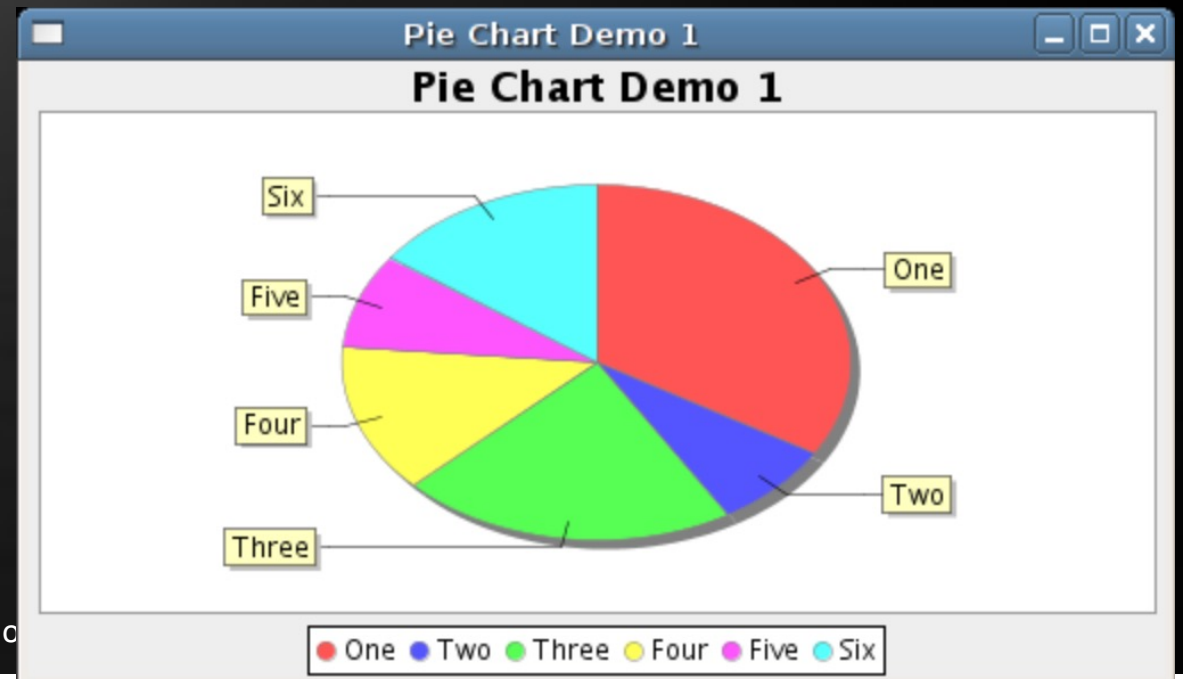 Pie Chart Demo 1
Pie Chart Demo 1
Six
One
Five
Four
Two
Three
One Two Three Four Five Six